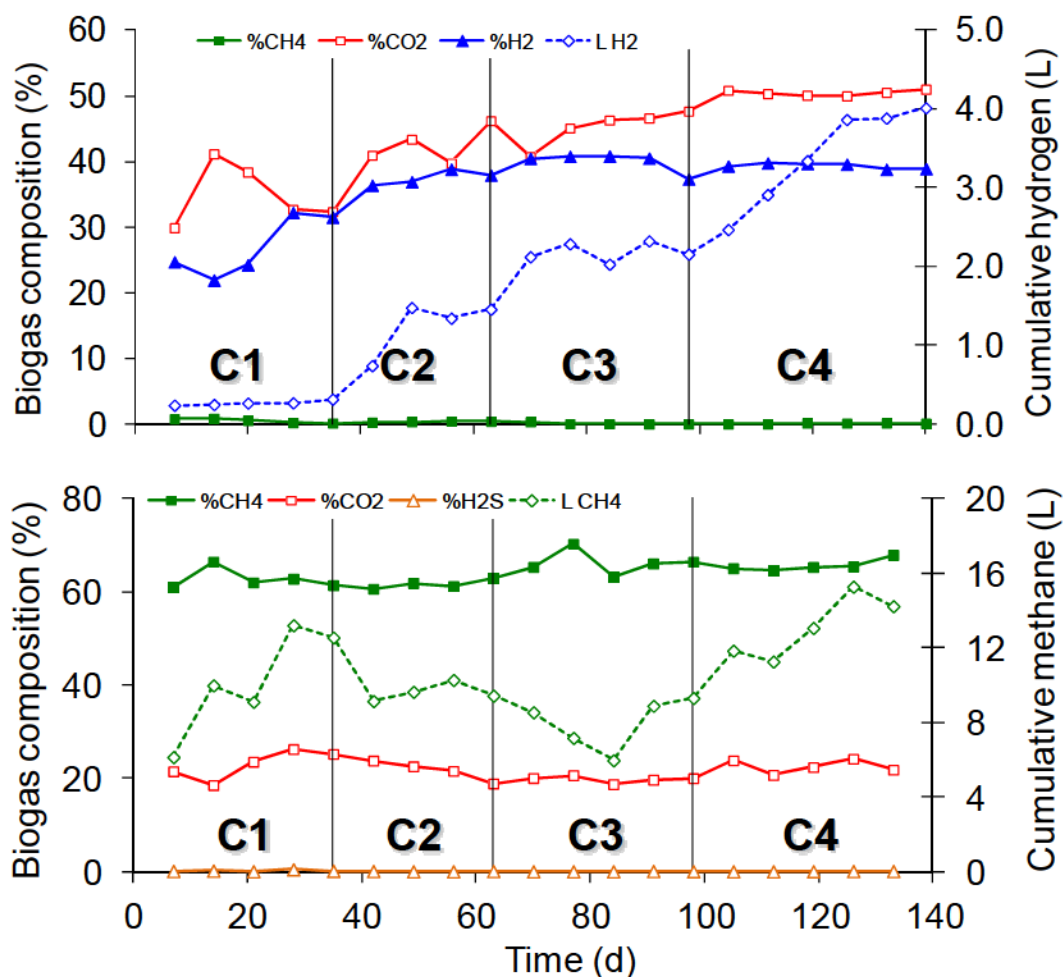 %CH4 %CO2 %H2 L H2
Biogas composition (%)
60
50
40
30
20
10
0
C1 C2 C3 C4
5.0
4.0
3.0
2.0
1.0
0.0
Cumulative hydrogen (L)
%CH4 %CO2 %H2S L CH4
Biogas composition (%)
80
60
40
20
0
C1 C2 C3 C4
20
16
12
8
4
0
Cumulative methane (L)
0 20 40 60 80 100 120 140
Time (d)